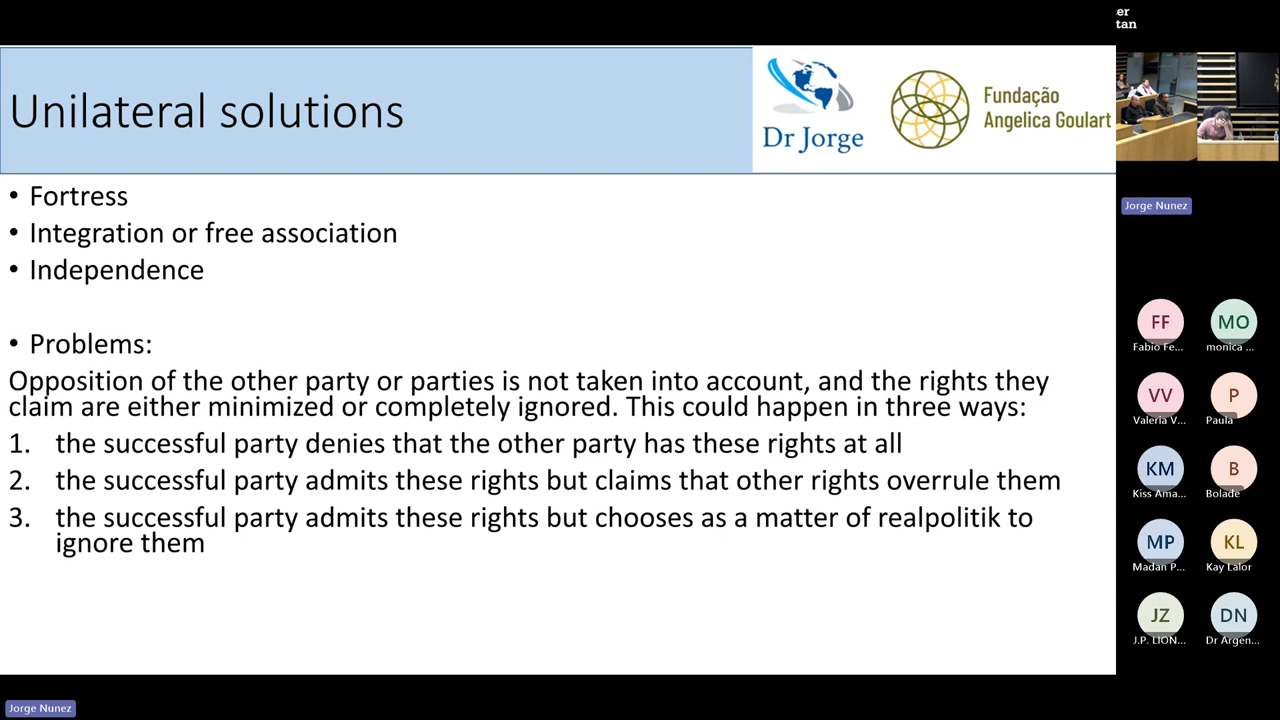 er
tan
Unilateral solutions
Dr Jorge
Fundação
Angelica Goulart
• Fortress
• Integration or free association
• Independence
• Problems:
Opposition of the other party or parties is not taken into account, and the rights they
claim are either minimized or completely ignored. This could happen in three ways:
1. the successful party denies that the other party has these rights at all
2. the successful party admits these rights but claims that other rights overrule them
3. the successful party admits these rights but chooses as a matter of realpolitik to
ignore them
Jorge Nunez
FF
Fabio Fe...
MO
monica ...
VV
Valeria V...
P
Paula
KM
Kiss Ama...
B
Bolade
MP
Madan P...
KL
Kay Lalor
JZ
J.P. LION...
DN
Dr Argen...
Jorge Nunez